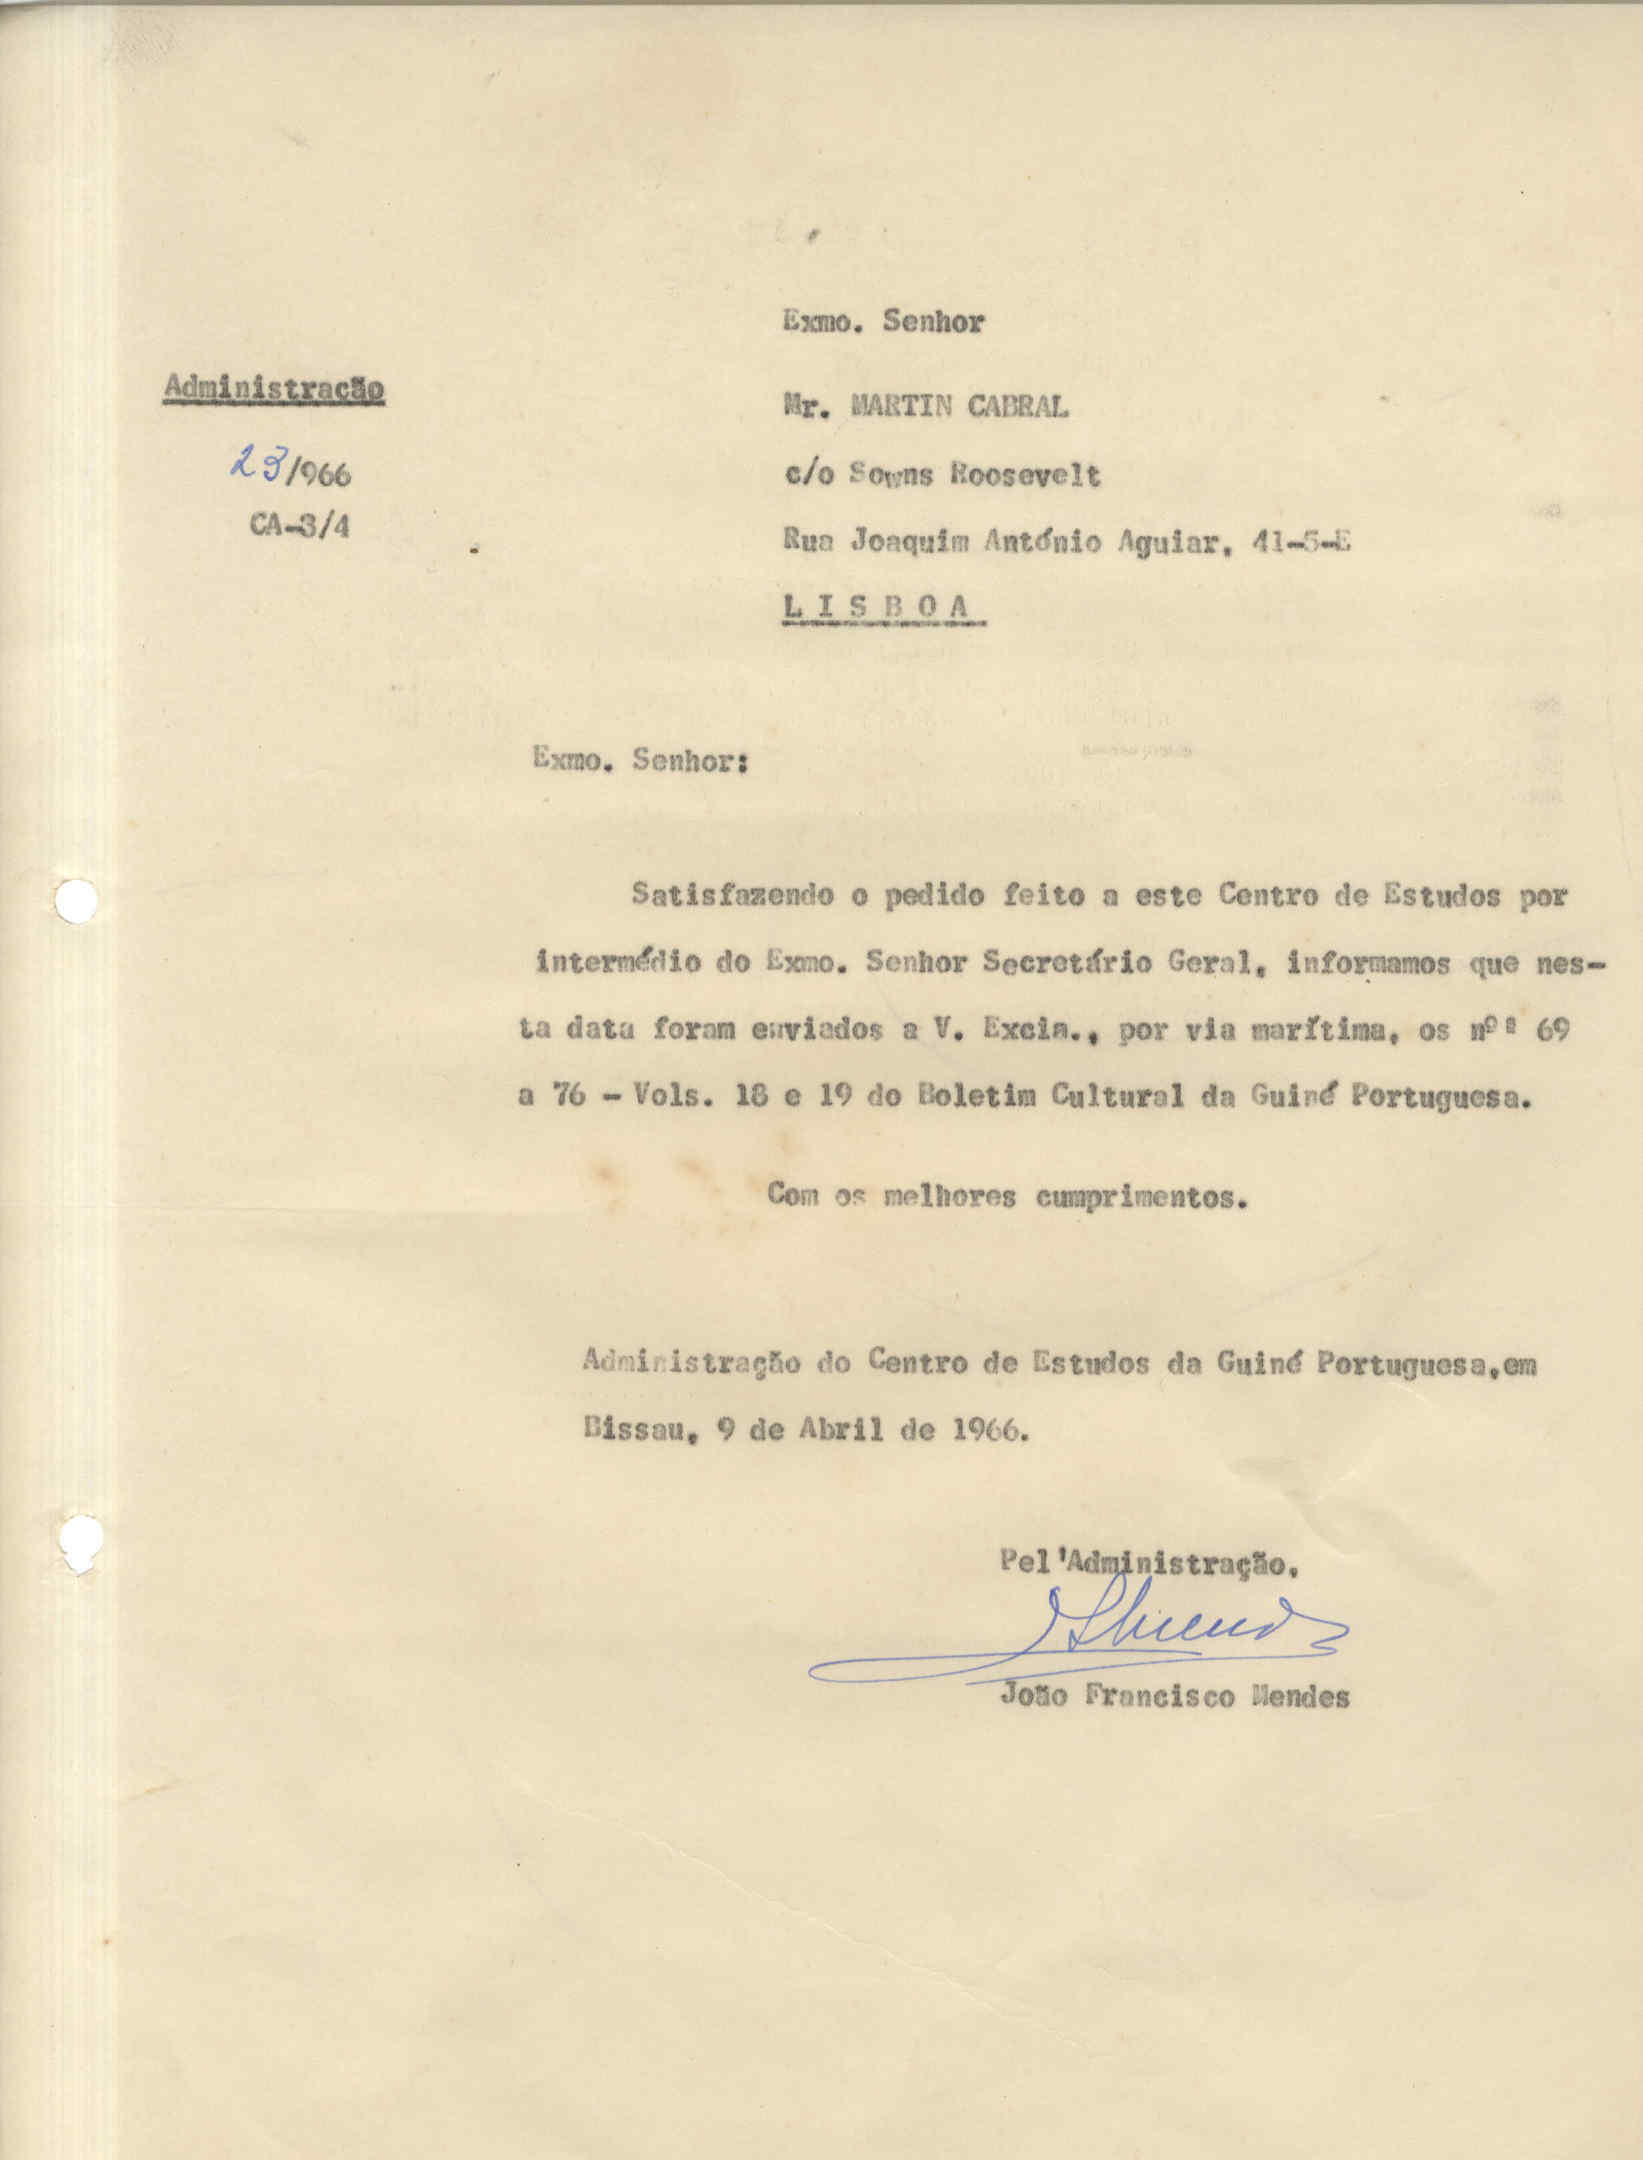 Exmo. Senhor
Administração
Mr. MARTIN CABRAL
23/966
c/o Sowns Roosevelt
CA-3/4
Rua Joaquim António Aguiar, 41-5-E
LISBOA
Exmo. Senhor:
Satisfazendo o pedido feito a este Centro de Estudos por
intermédio do Exmo. Senhor Secretário Geral, informamos que nes-
ta data foram enviados a V. Excia., por via marítima, os nºs 69
a 76 - Vols. 18 e 19 do Boletim Cultural da Guiné Portuguesa.
Com os melhores cumprimentos.
Administração do Centro de Estudos da Guiné Portuguesa,em
Bissau, 9 de Abril de 1966.
Pel'Administração,
João Francisco Mendes